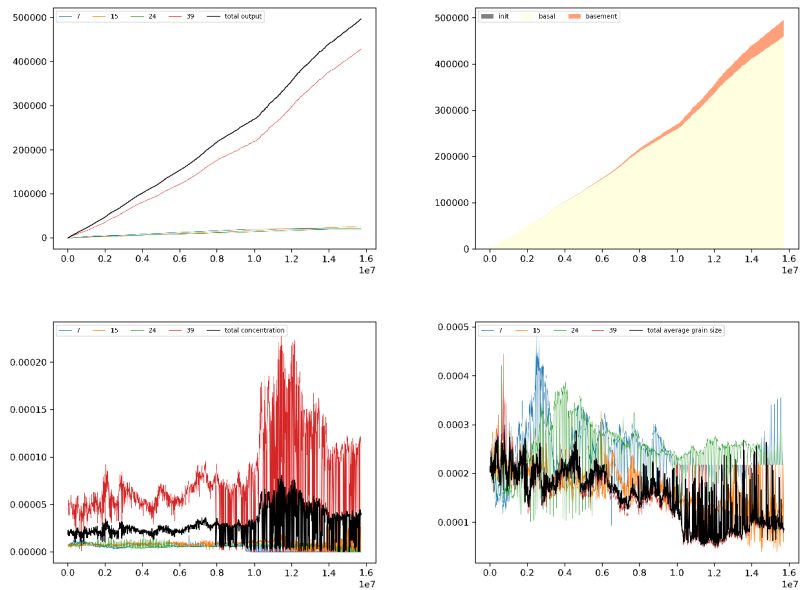 7 15 24 39 total output
500000
400000
300000
200000
100000
0
0.0 0.2 0.4 0.6 0.8 1.0 1.2 1.4 1.6
1e7
init basal basement
500000
400000
300000
200000
100000
0
0.0 0.2 0.4 0.6 0.8 1.0 1.2 1.4 1.6
1e7
7 15 24 39 total concentration
0.00020
0.00015
0.00010
0.00005
0.00000
0.0 0.2 0.4 0.6 0.8 1.0 1.2 1.4 1.6
1e7
0.0005
7 15 24 39 total average grain size
0.0004
0.0003
0.0002
0.0001
0.0 0.2 0.4 0.6 0.8 1.0 1.2 1.4 1.6
1e7